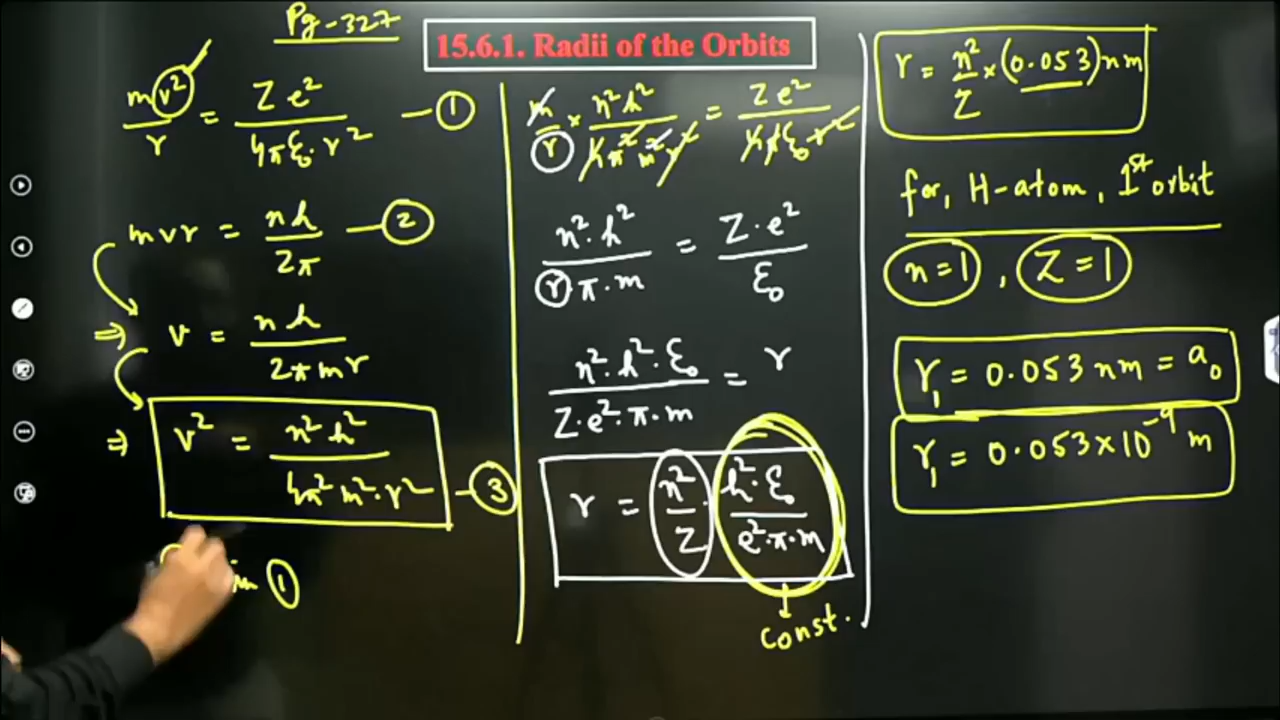 Pg-327
15.6.1. Radii of the Orbits
mv²/r = Ze²/4πε₀·r² — ①
mvr = nh/2π — ②
⇒ v = nh/2πmr
⇒ v² = n²h²/4π²m²·r² — ③
in ①
m/r × n²h²/4π²m²r² = Ze²/4πε₀r²
n²·h²/r·π·m = Z·e²/ε₀
n²·h²·ε₀/Z·e²·π·m = r
r = n²/Z · h²·ε₀/e²·π·m
const.
r = n²/Z × (0.053) nm
for, H-atom, 1st orbit
n=1, Z=1
r₁ = 0.053 nm = a₀
r₁ = 0.053×10⁻⁹ m